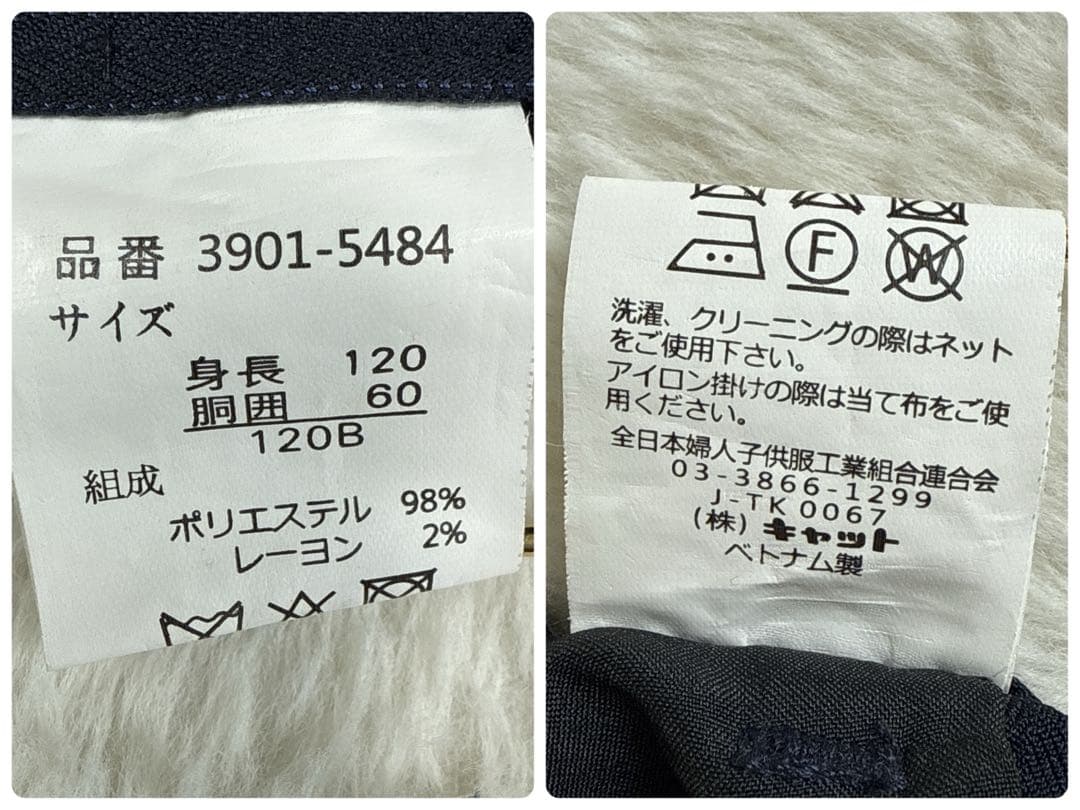 品番 3901-5484
サイズ
身長 120
胴囲 60
120B
組成
ポリエステル 98%
レーヨン 2%
F
W
洗濯、クリーニングの際はネット
をご使用下さい。
アイロン掛けの際は当て布をご使
用ください。
全日本婦人子供服工業組合連合会
03-3866-1299
J-TK0067
(株)キャット
ベトナム製